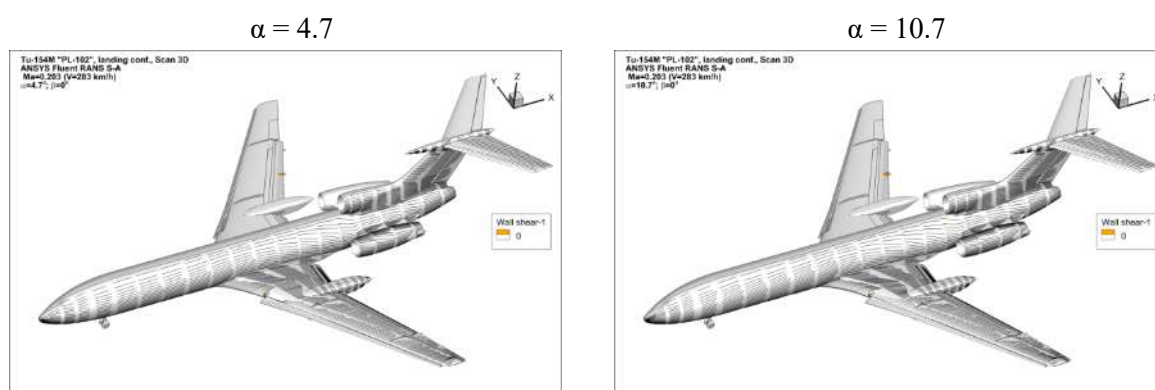 α = 4.7
Tu-154M "PL-102", landing conf., Scan 3D
ANSYS Fluent RANS S-A
Ma=0.203 (V=283 km/h)
α=4.7°; β=0°
Y
Z
X
Wall shear-1
0
α = 10.7
Tu-154M "PL-102", landing conf., Scan 3D
ANSYS Fluent RANS S-A
Ma=0.203 (V=283 km/h)
α=10.7°; β=0°
Y
Z
X
Wall shear-1
0